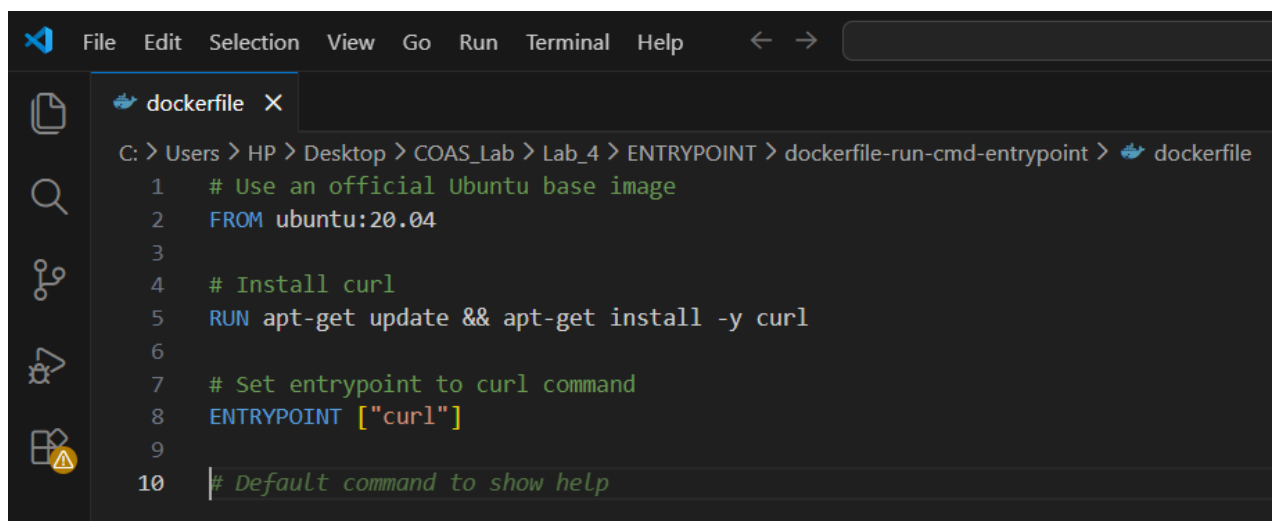 File Edit Selection View Go Run Terminal Help
dockerfile
C: > Users > HP > Desktop > COAS_Lab > Lab_4 > ENTRYPOINT > dockerfile-run-cmd-entrypoint > dockerfile
1 # Use an official Ubuntu base image
2 FROM ubuntu:20.04
3
4 # Install curl
5 RUN apt-get update && apt-get install -y curl
6
7 # Set entrypoint to curl command
8 ENTRYPOINT ["curl"]
9
10 # Default command to show help